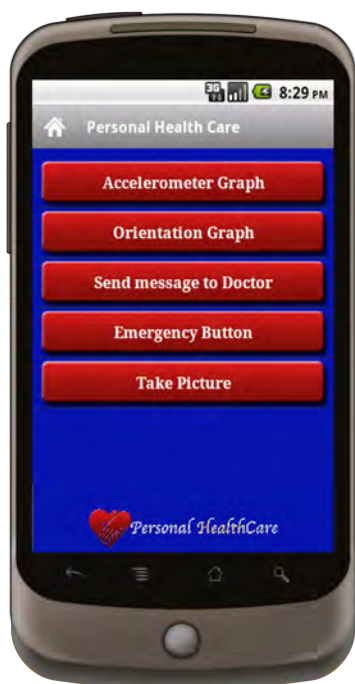 3G 8:29 PM
Personal Health Care
Accelerometer Graph
Orientation Graph
Send message to Doctor
Emergency Button
Take Picture
Personal HealthCare